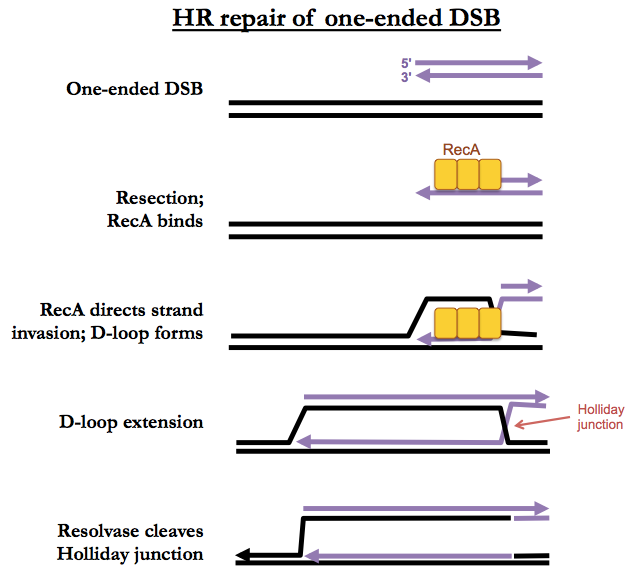 HR repair of one-ended DSB
One-ended DSB
5'
3'
RecA
Resection;
RecA binds
RecA directs strand
invasion; D-loop forms
D-loop extension
Holliday
junction
Resolvase cleaves
Holliday junction